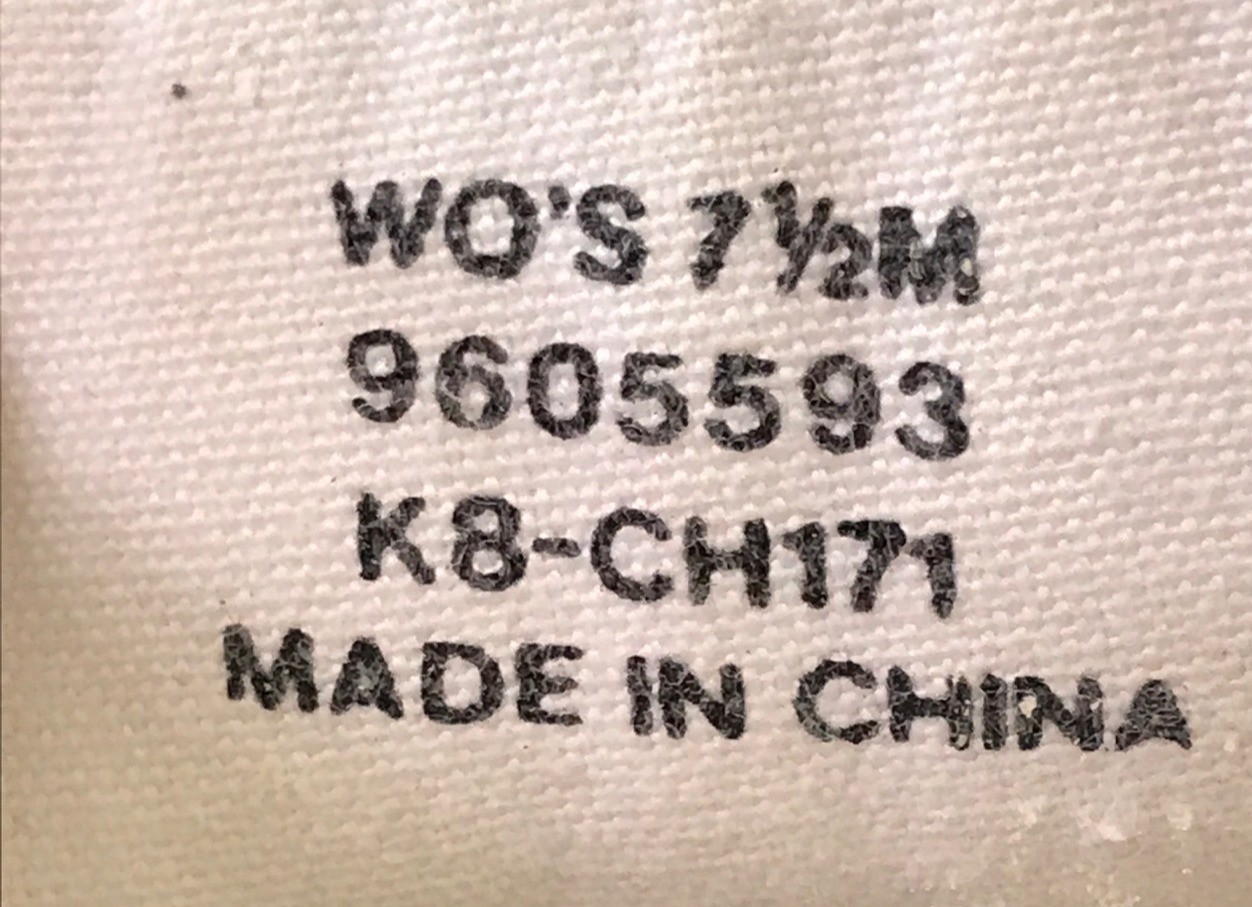 WO'S 7½M
9605593
K8-CH171
MADE IN CHINA